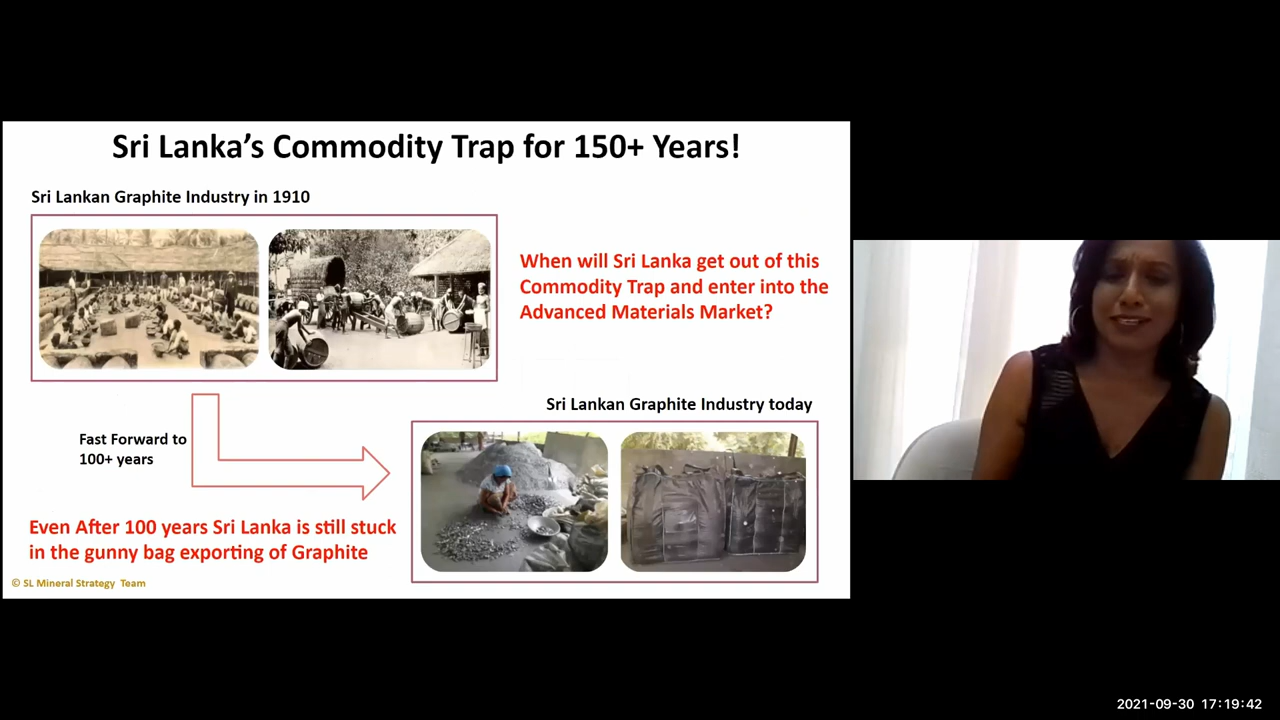 Sri Lanka's Commodity Trap for 150+ Years!
Sri Lankan Graphite Industry in 1910
When will Sri Lanka get out of this
Commodity Trap and enter into the
Advanced Materials Market?
Sri Lankan Graphite Industry today
Fast Forward to
100+ years
Even After 100 years Sri Lanka is still stuck
in the gunny bag exporting of Graphite
© SL Mineral Strategy Team
2021-09-30 17:19:42